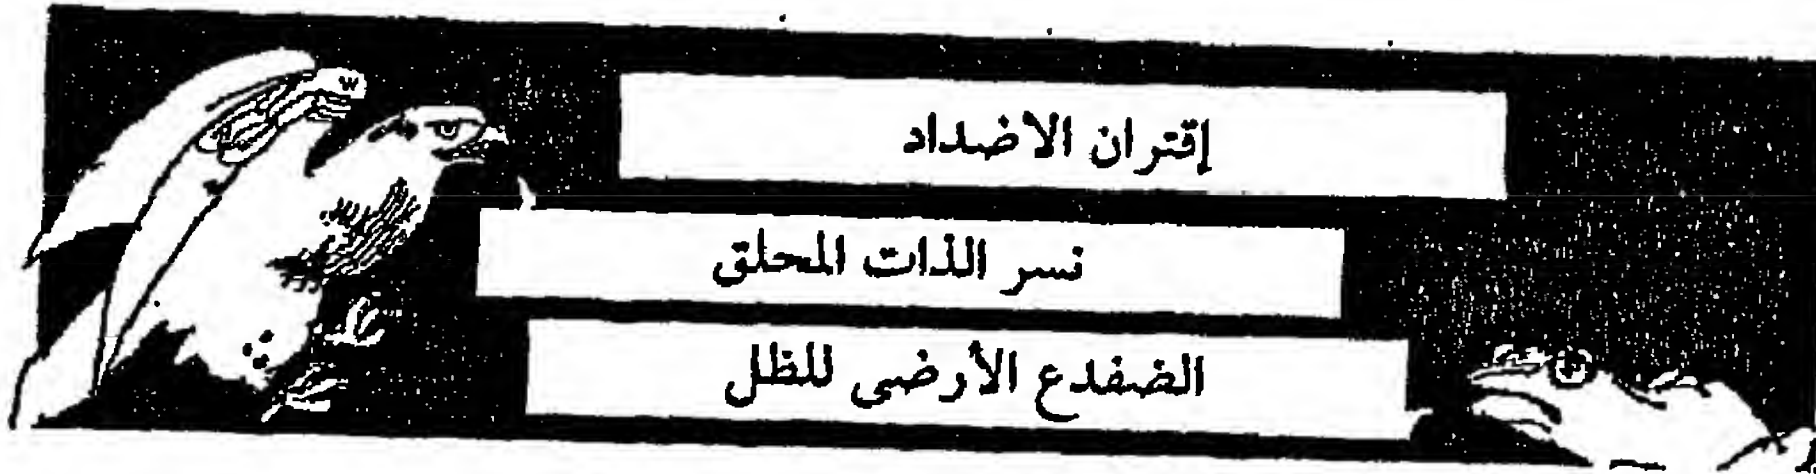 إقتران الاضداد
نسر الذات المحلق
الضفدع الأرضى للظل